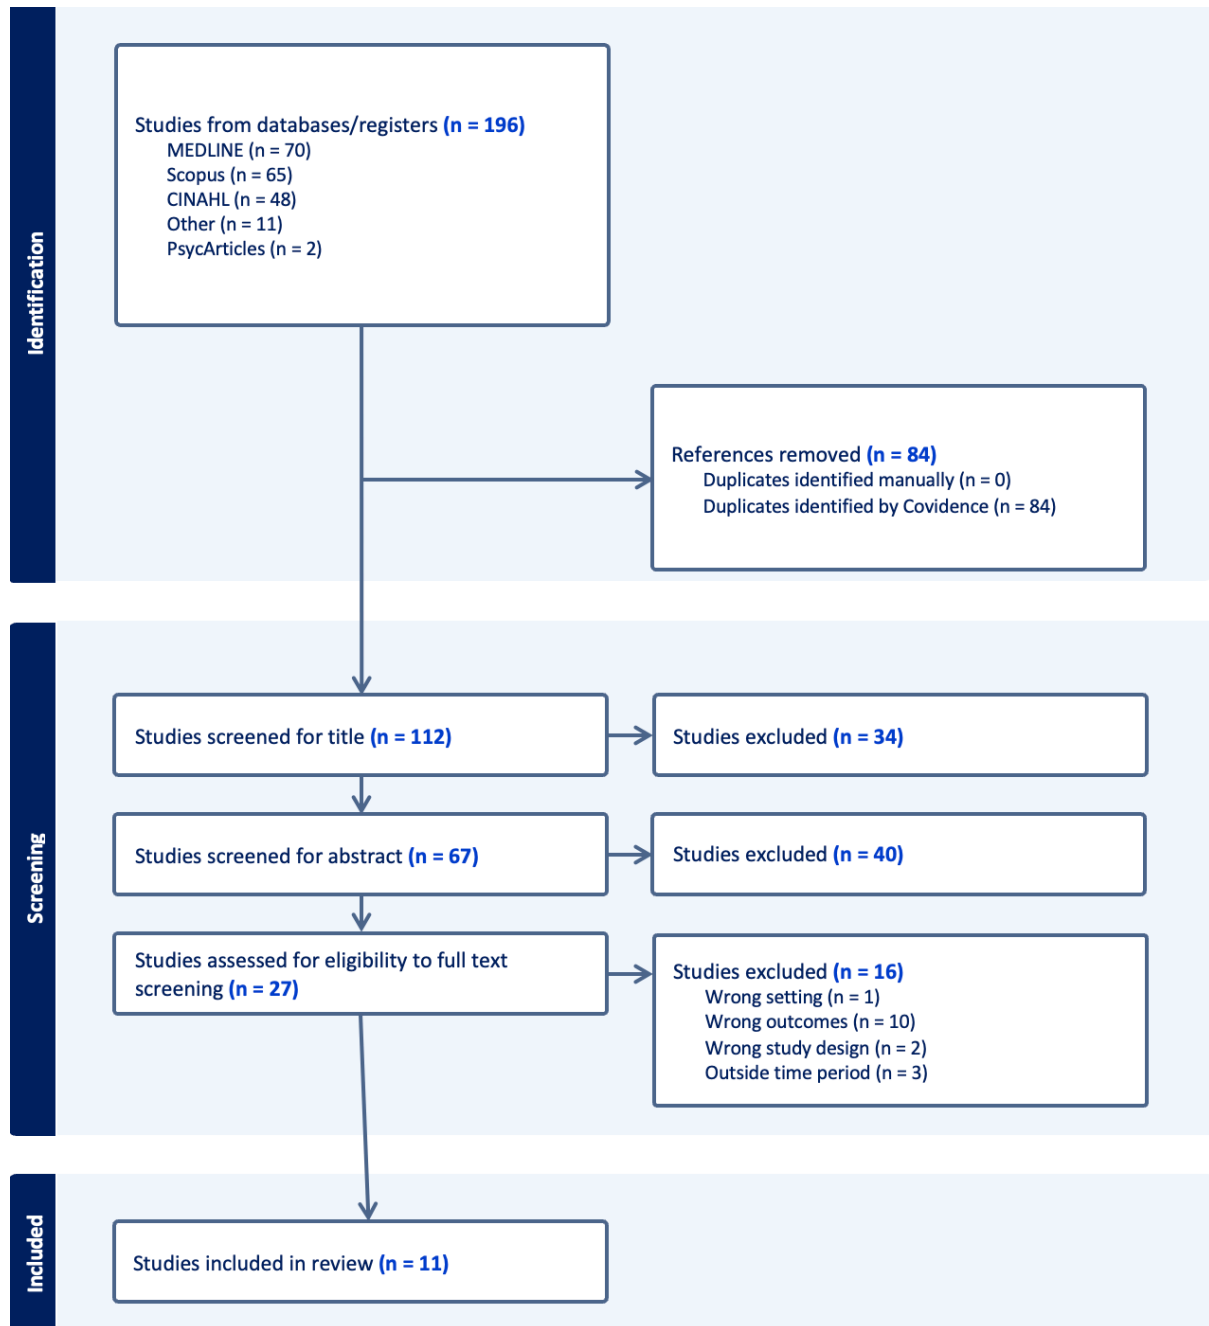 Identification
Studies from databases/registers (n = 196)
MEDLINE (n = 70)
Scopus (n = 65)
CINAHL (n = 48)
Other (n = 11)
PsycArticles (n = 2)
References removed (n = 84)
Duplicates identified manually (n = 0)
Duplicates identified by Covidence (n = 84)
Screening
Studies screened for title (n = 112)
Studies excluded (n = 34)
Studies screened for abstract (n = 67)
Studies excluded (n = 40)
Studies assessed for eligibility to full text
screening (n = 27)
Studies excluded (n = 16)
Wrong setting (n = 1)
Wrong outcomes (n = 10)
Wrong study design (n = 2)
Outside time period (n = 3)
Included
Studies included in review (n = 11)